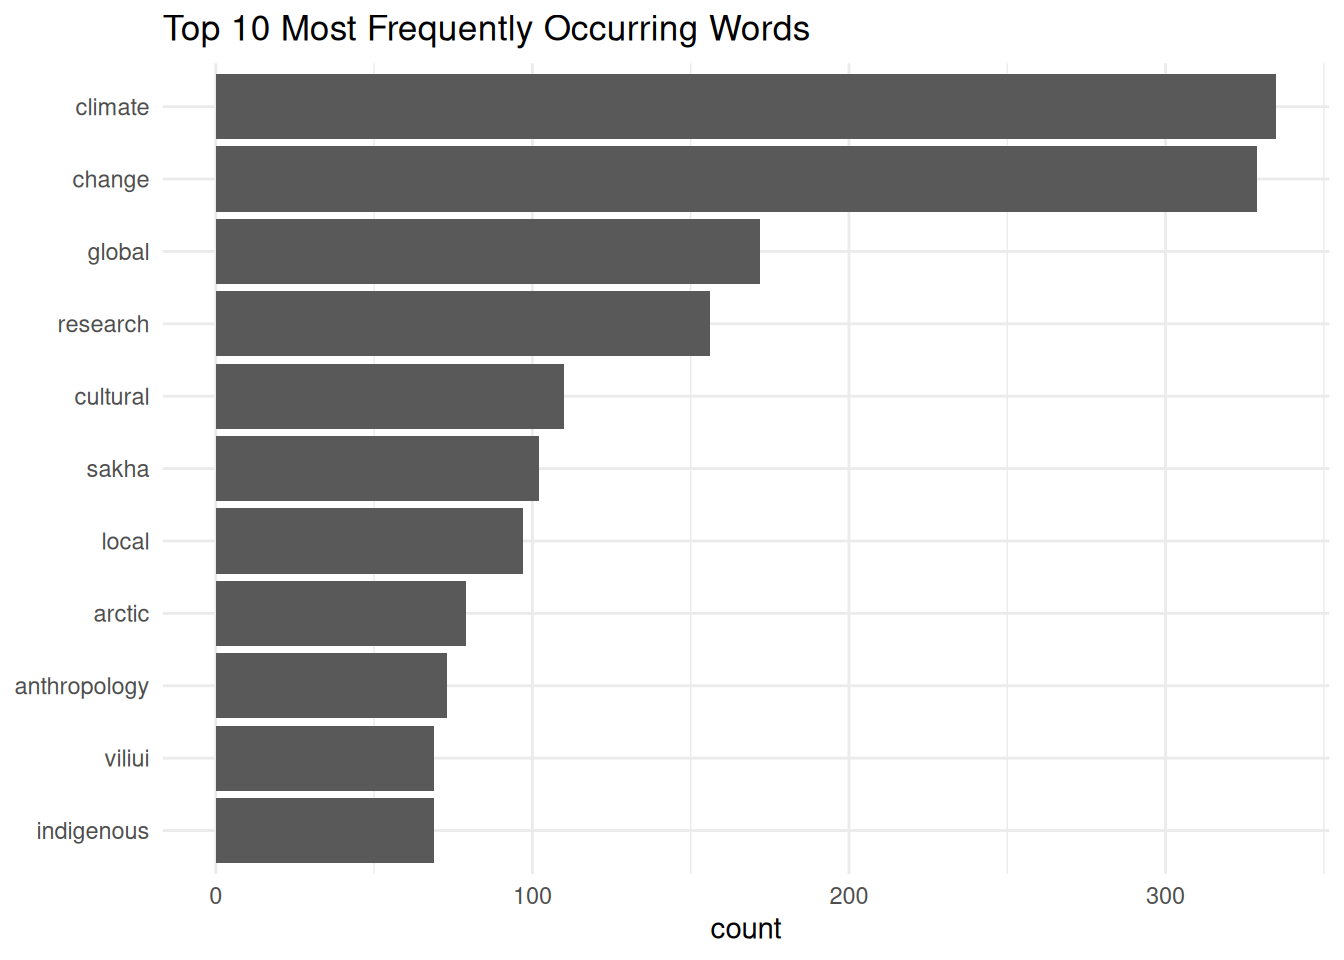 Top 10 Most Frequently Occurring Words
climate
change
global
research
cultural
sakha
local
arctic
anthropology
viliui
indigenous
0 100 200 300
count